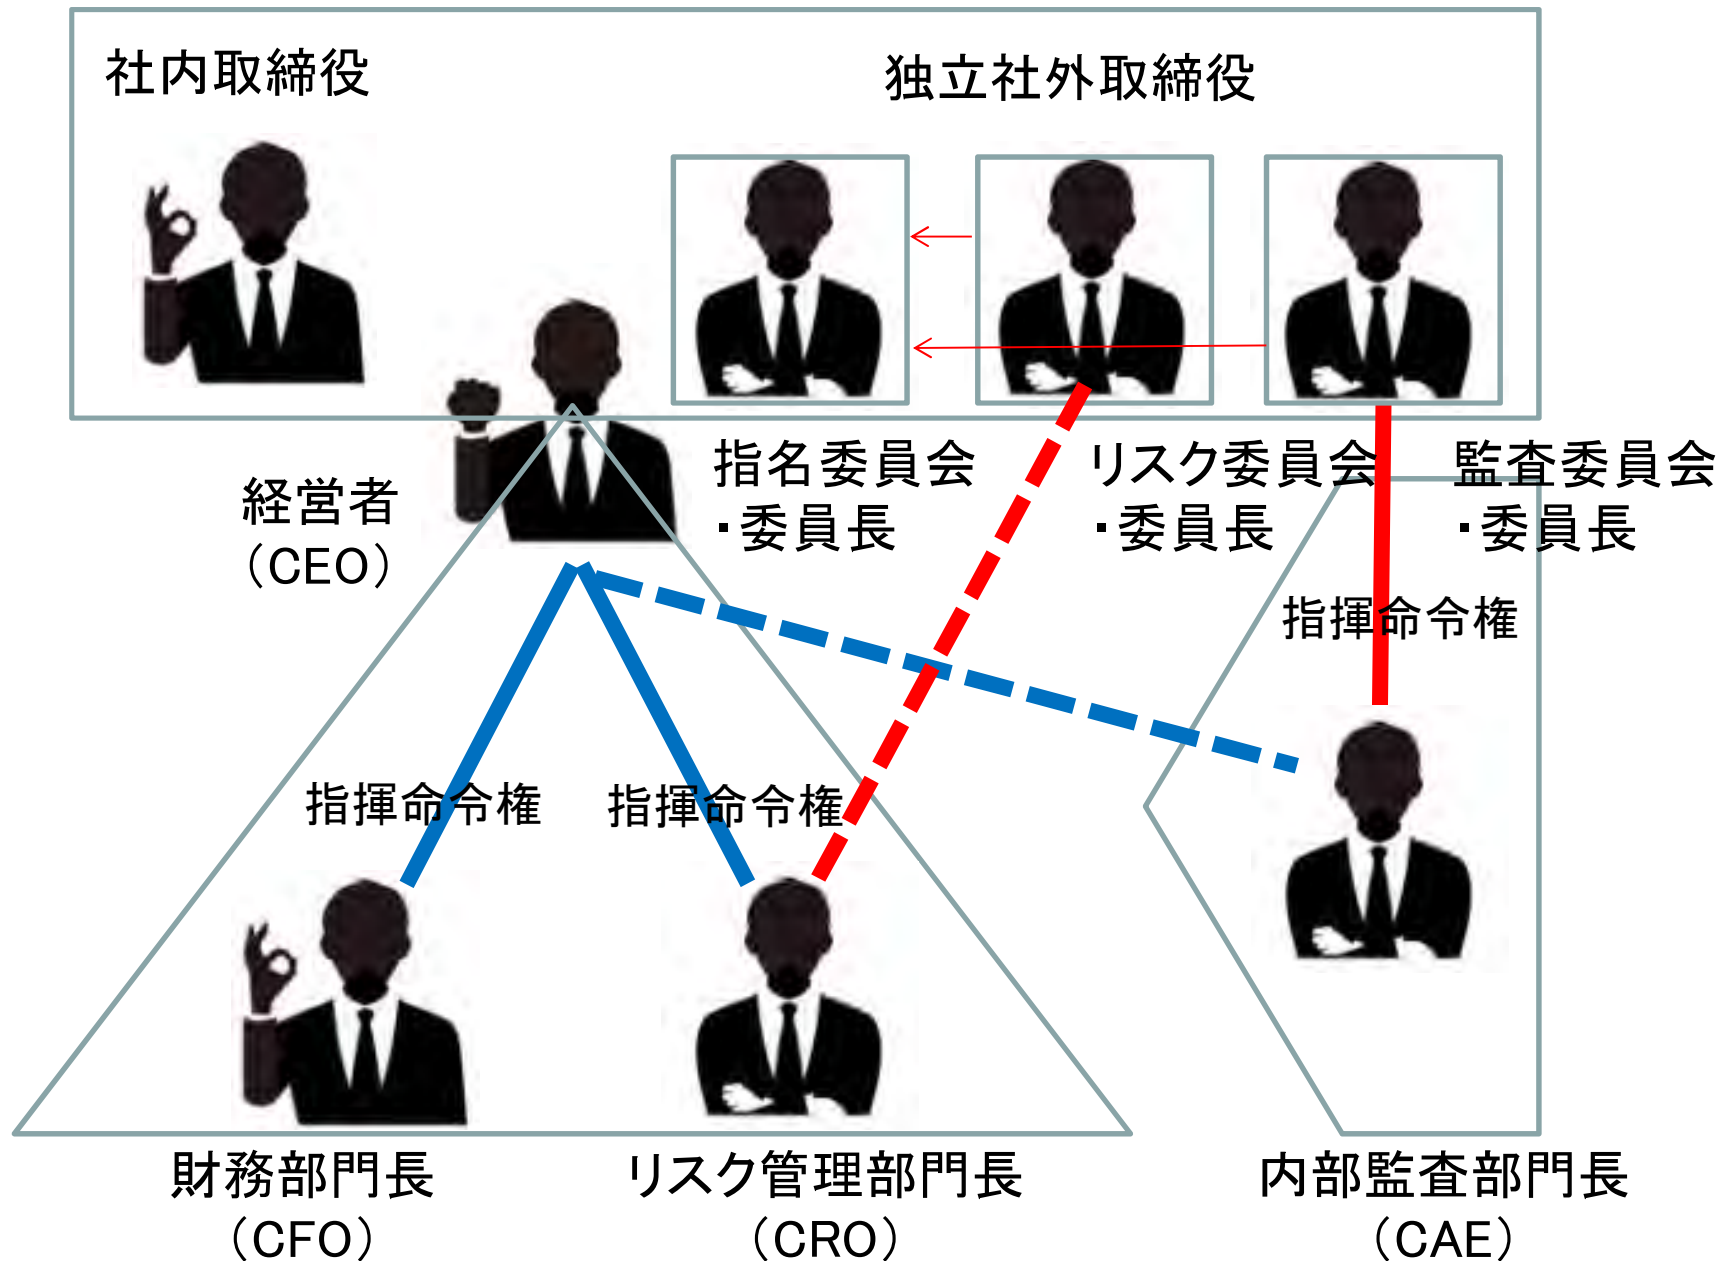 社内取締役
独立社外取締役
経営者
(CEO)
指名委員会
・委員長
リスク委員会
・委員長
監査委員会
・委員長
指揮命令権
指揮命令権
指揮命令権
財務部門長
(CFO)
リスク管理部門長
(CRO)
内部監査部門長
(CAE)